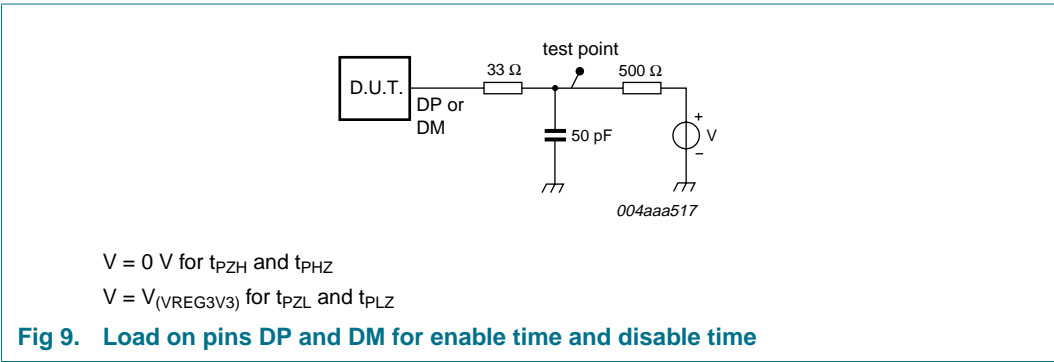 test point
33 Ω
500 Ω
D.U.T.
DP or
DM
50 pF
+
V
−
004aaa517
V = 0 V for tPZH and tPHZ
V = V(VREG3V3) for tPZL and tPLZ
Fig 9. Load on pins DP and DM for enable time and disable time